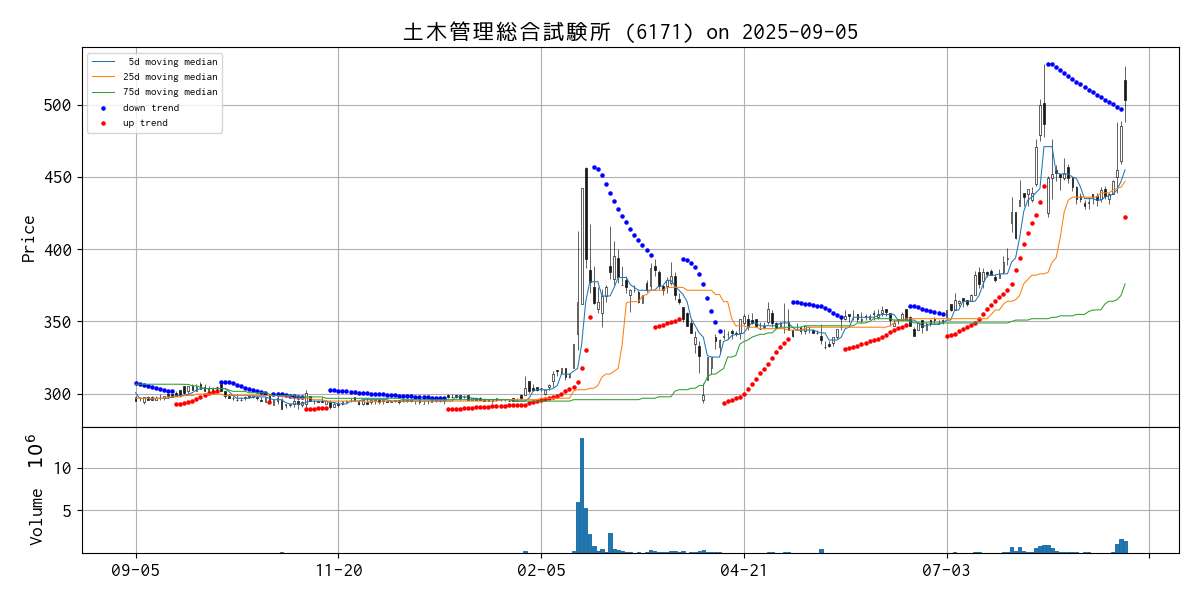 土木管理総合試験所 (6171) on 2025-09-05
5d moving median
25d moving median
75d moving median
down trend
up trend
Price
500
450
400
350
300
Volume 10^6
10
5
09-05
11-20
02-05
04-21
07-03